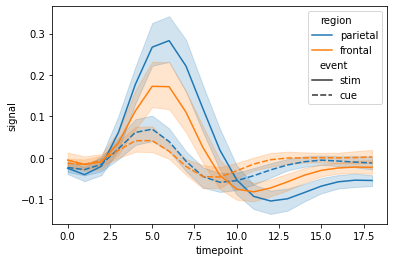 region
parietal
frontal
event
stim
cue
signal
0.3
0.2
0.1
0.0
−0.1
0.0
2.5
5.0
7.5
10.0
12.5
15.0
17.5
timepoint